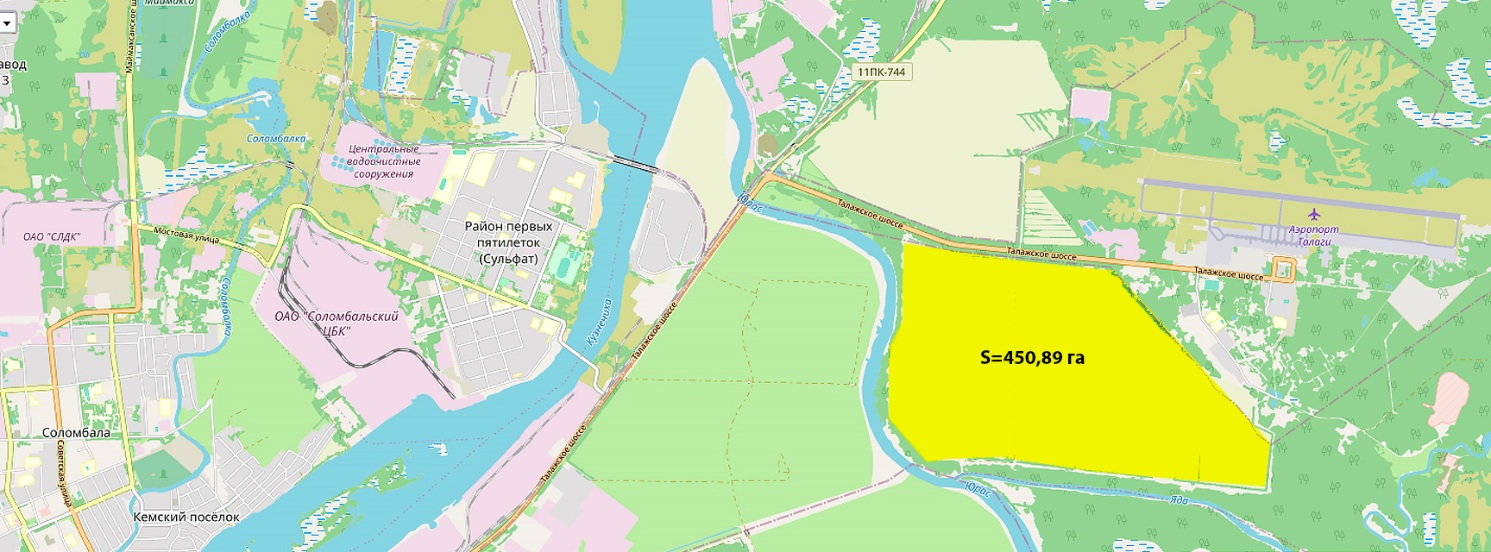 Маймакса
Маймаксанское ш
Соломбалка
авод
3
11ПК-744
Соломбалка
Центральные
водоочистные
сооружения
Юрас
Талажское шоссе
ОАО "СЛДК"
Мостовая улица
Район первых
пятилеток
(Сульфат)
Аэропорт
Талаги
Талажское шоссе
Талажское шоссе
Соломбалка
ОАО "Соломбальский
ЦБК"
Кузнечиха
Талажское шоссе
S=450,89 га
Соломбала
Советская улица
Талажское шоссе
Юрас
Яда
Кемский посёлок